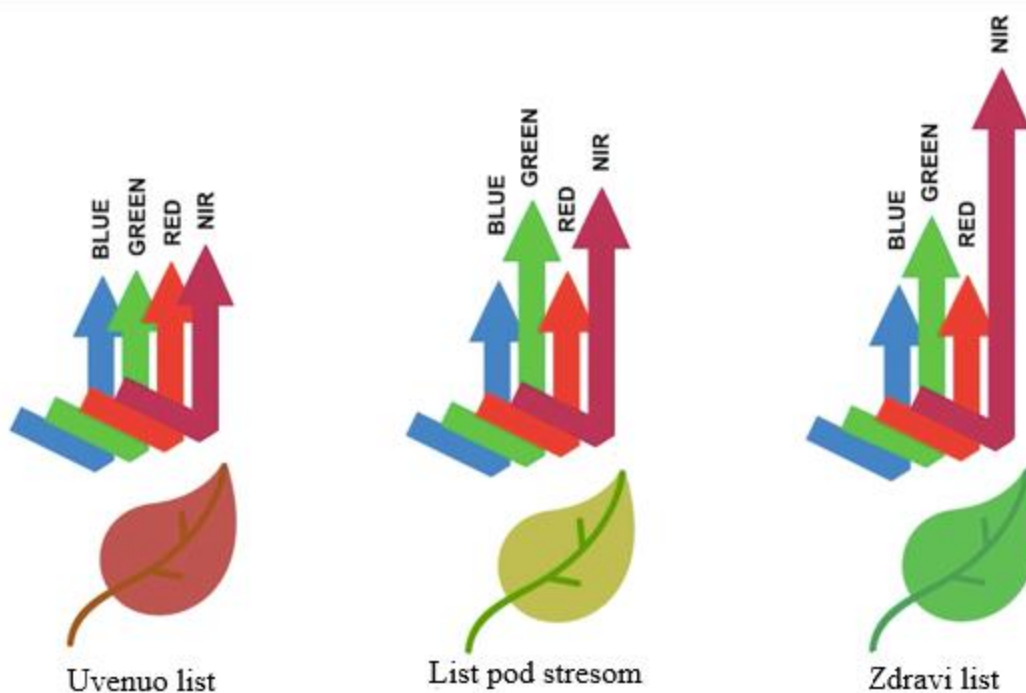 BLUE
GREEN
RED
NIR
BLUE
GREEN
RED
NIR
BLUE
GREEN
RED
NIR
Uvenuo list
List pod stresom
Zdravi list